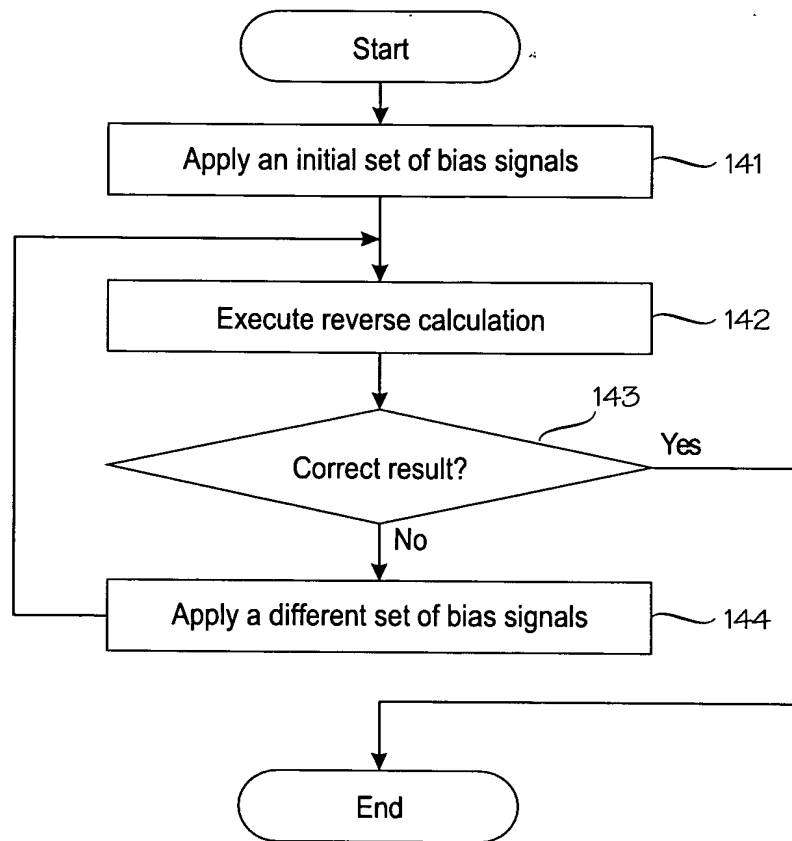 Start
Apply an initial set of bias signals
141
Execute reverse calculation
142
143
Correct result?
Yes
No
Apply a different set of bias signals
144
End